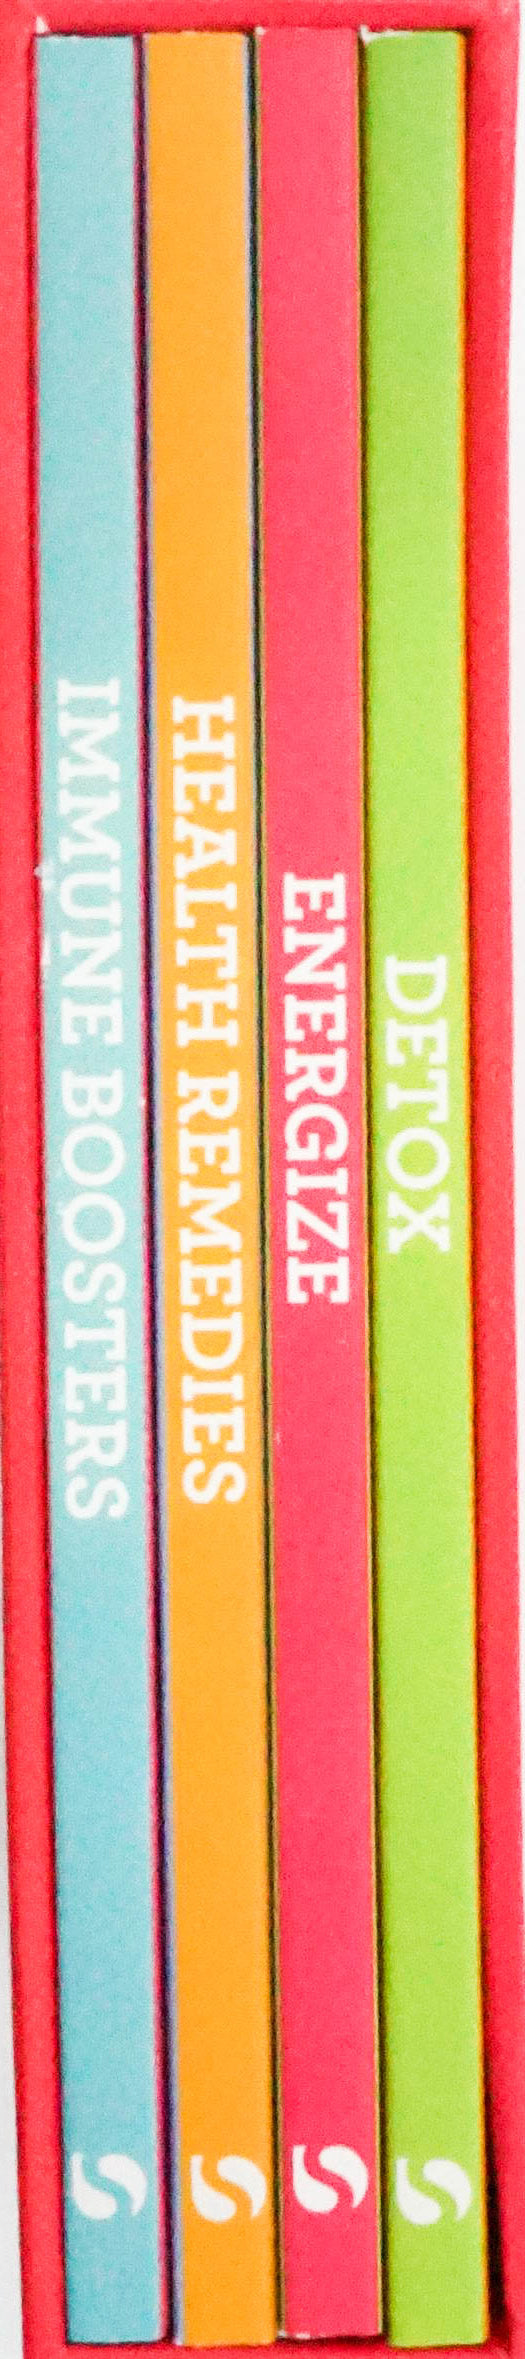 IMMUNE BOOSTERS
HEALTH REMEDIES
ENERGIZE
DETOX